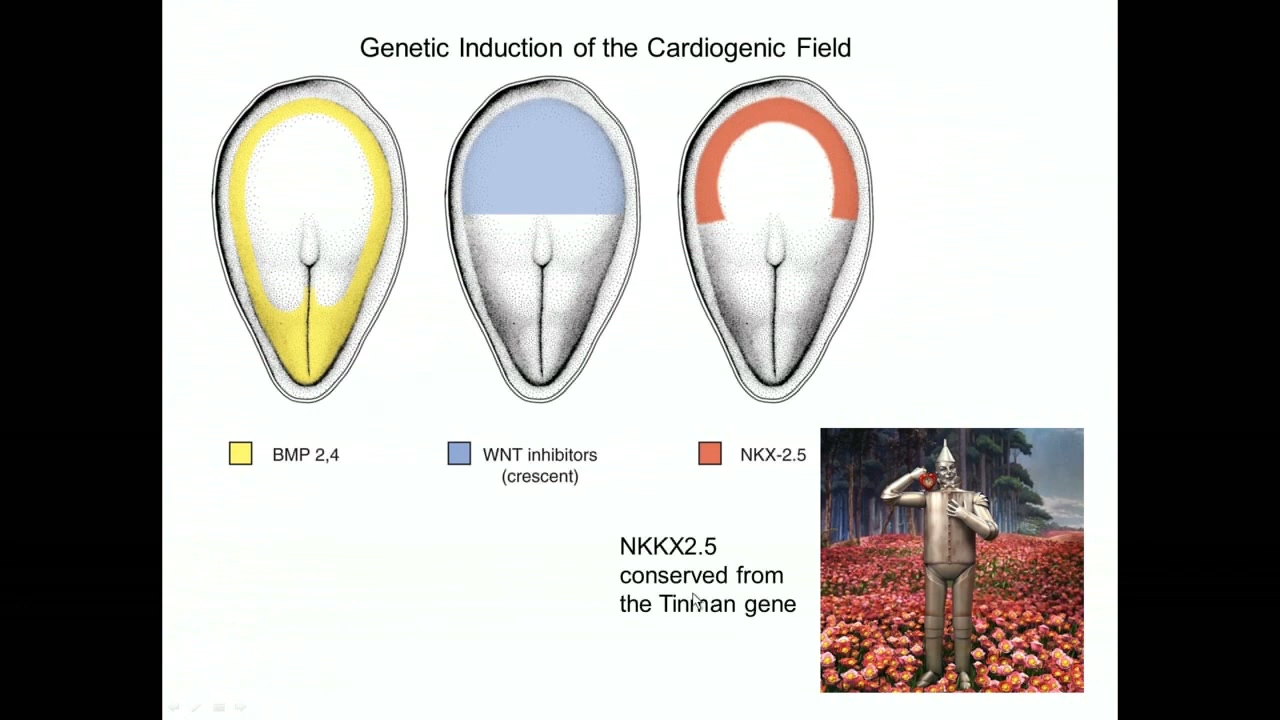 Genetic Induction of the Cardiogenic Field
BMP 2,4
WNT inhibitors
(crescent)
NKX-2.5
NKKX2.5
conserved from
the Tinman gene